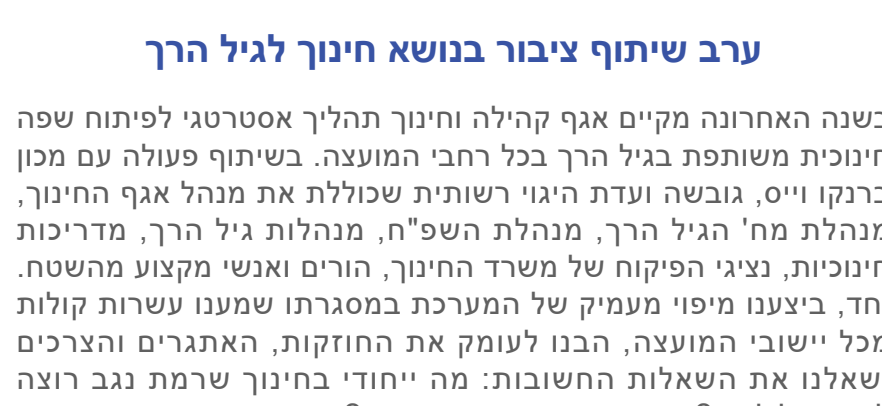 ערב שיתוף ציבור בנושא חינוך לגיל הרך
בשנה האחרונה מקיים אגף קהילה וחינוך תהליך אסטרטגי לפיתוח שפה
חינוכית משותפת בגיל הרך בכל רחבי המועצה. בשיתוף פעולה עם מכון
ברנקו וייס, גובשה ועדת היגוי רשותית שכוללת את מנהל אגף החינוך,
מנהלת מח' הגיל הרך, מנהלת השפ"ח, מנהלות גיל הרך, מדריכות
חינוכיות, נציגי הפיקוח של משרד החינוך, הורים ואנשי מקצוע מהשטח.
יחד, ביצענו מיפוי מעמיק של המערכת במסגרתו שמענו עשרות קולות
מכל יישובי המועצה, הבנו לעומק את החוזקות, האתגרים והצרכים
ושאלנו את השאלות החשובות: מה ייחודי בחינוך שרמת נגב רוצה